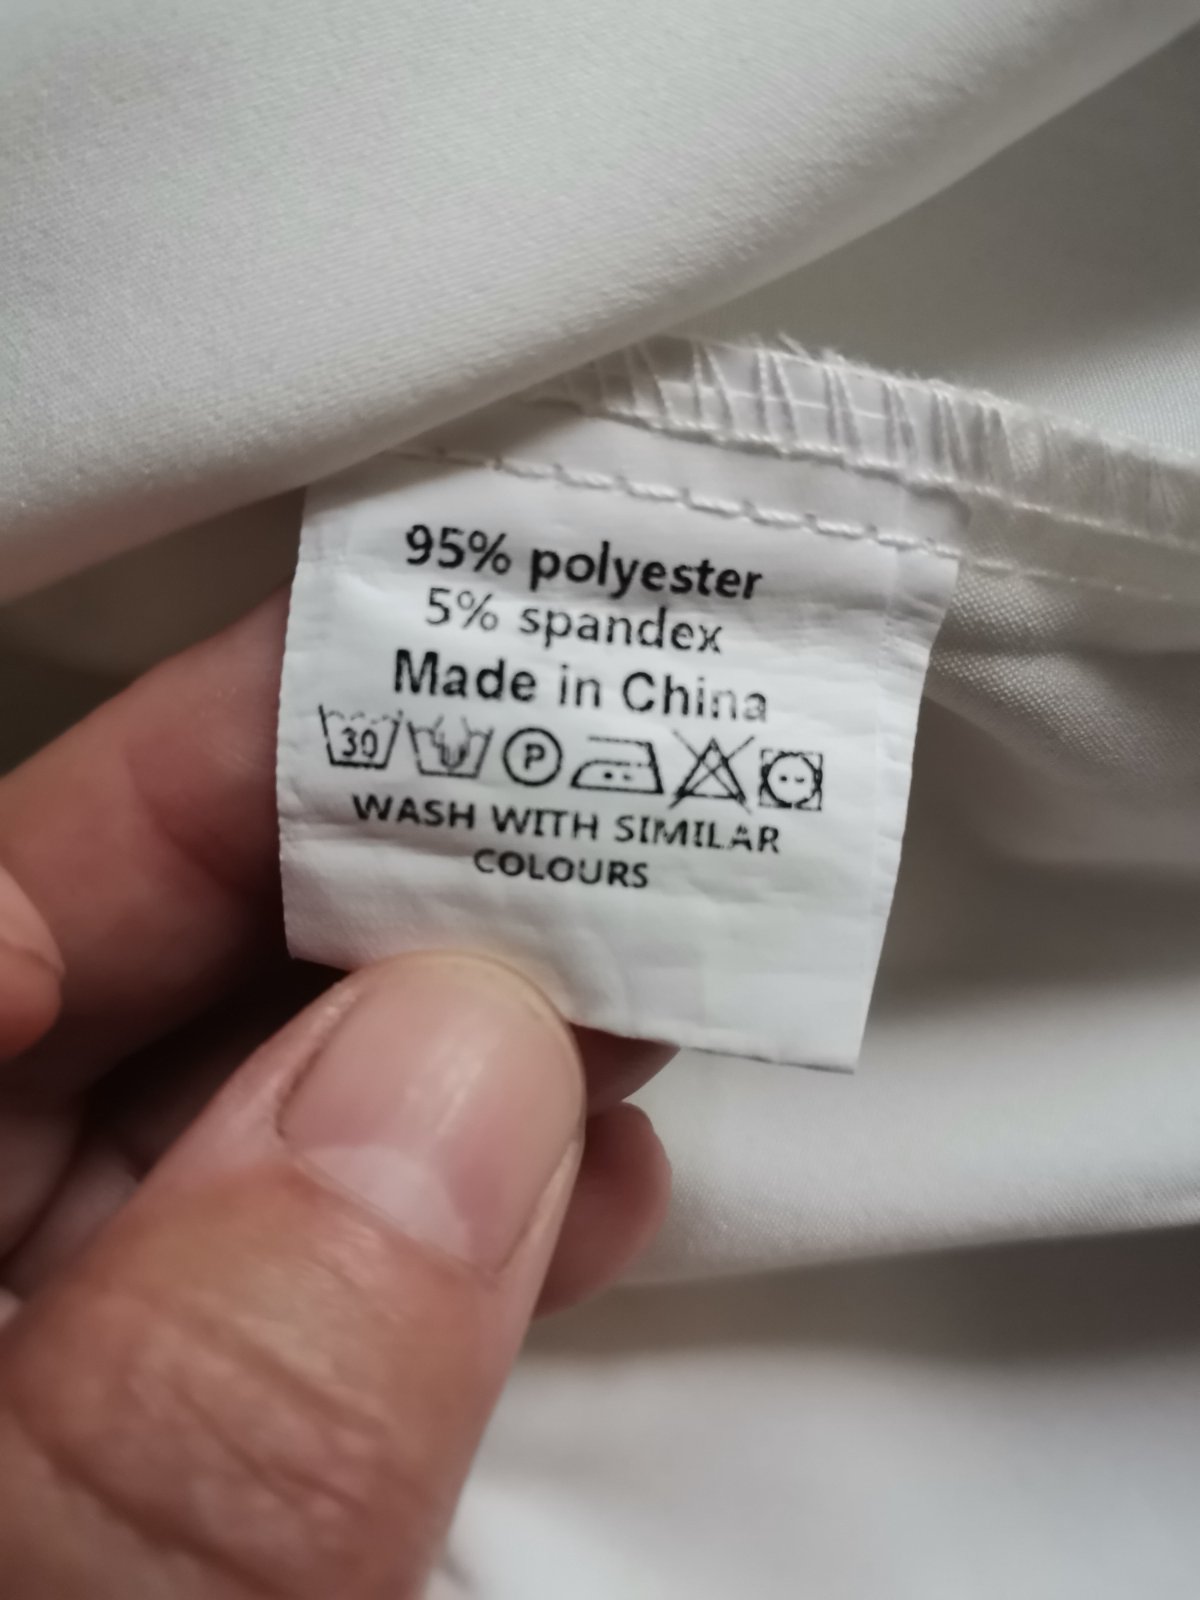 95% polyester
5% spandex
Made in China
30 P
WASH WITH SIMILAR
COLOURS